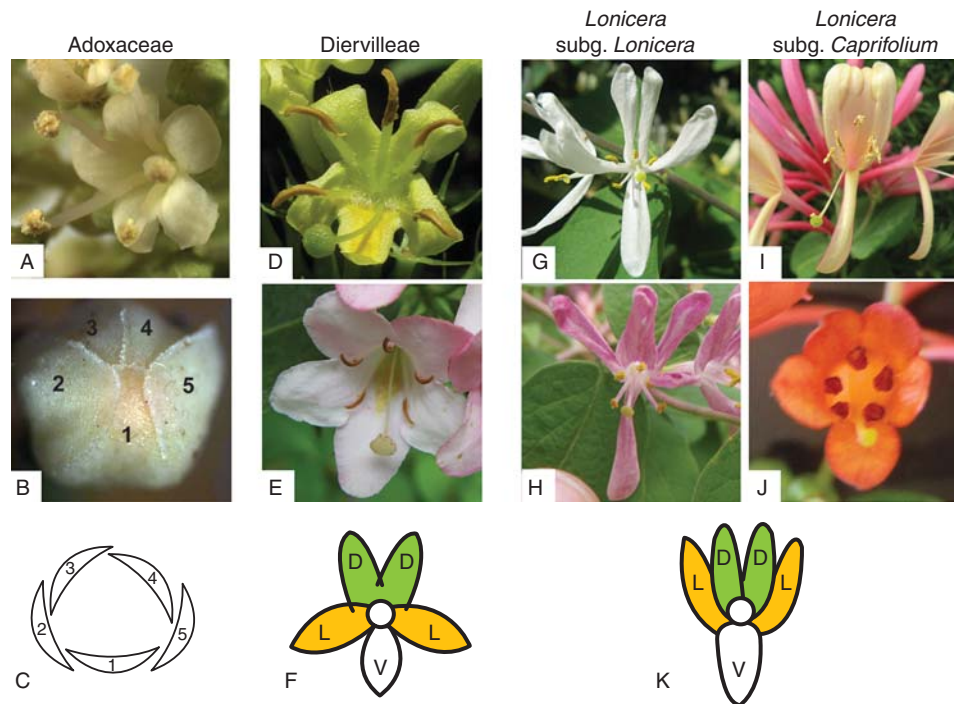 Adoxaceae
Diervilleae
Lonicera
subg. Lonicera
Lonicera
subg. Caprifolium
A
D
G
I
3 4
2 5
1
B
E
H
J
D D
L L
V
F
D D
L L
V
K
3
4
2
5
1
C